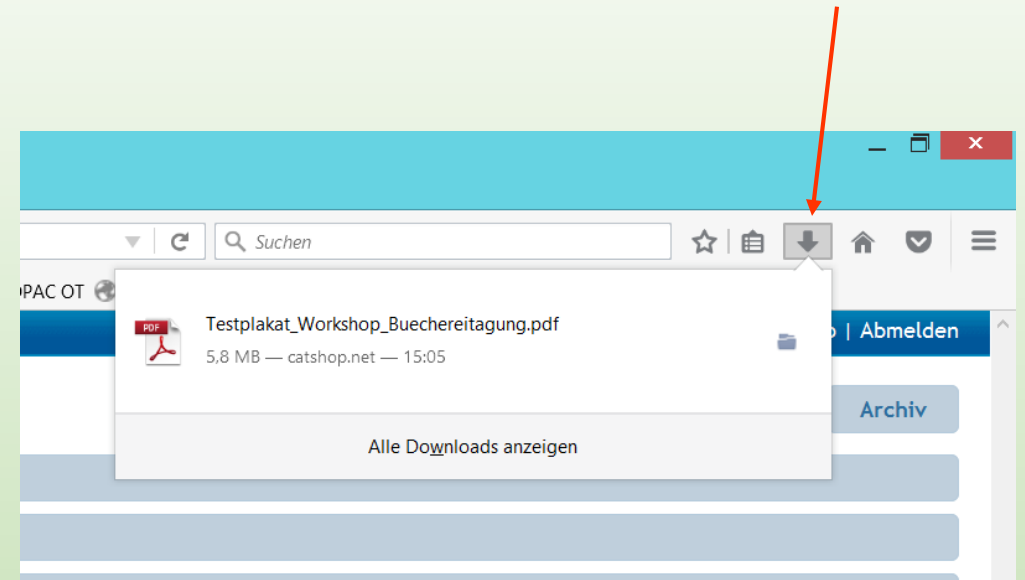 Suchen
PAC OT
Testplakat_Workshop_Buechereitagung.pdf
PDF
5,8 MB — catshop.net — 15:05
| Abmelden
Archiv
Alle Downloads anzeigen